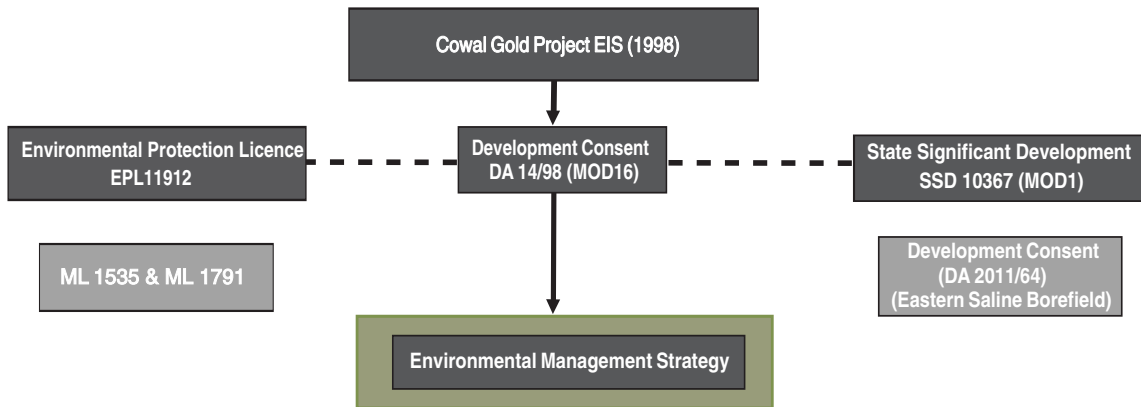 Cowal Gold Project EIS (1998)
Environmental Protection Licence
EPL11912
Development Consent
DA 14/98 (MOD16)
State Significant Development
SSD 10367 (MOD1)
ML 1535 & ML 1791
Development Consent
(DA 2011/64)
(Eastern Saline Borefield)
Environmental Management Strategy